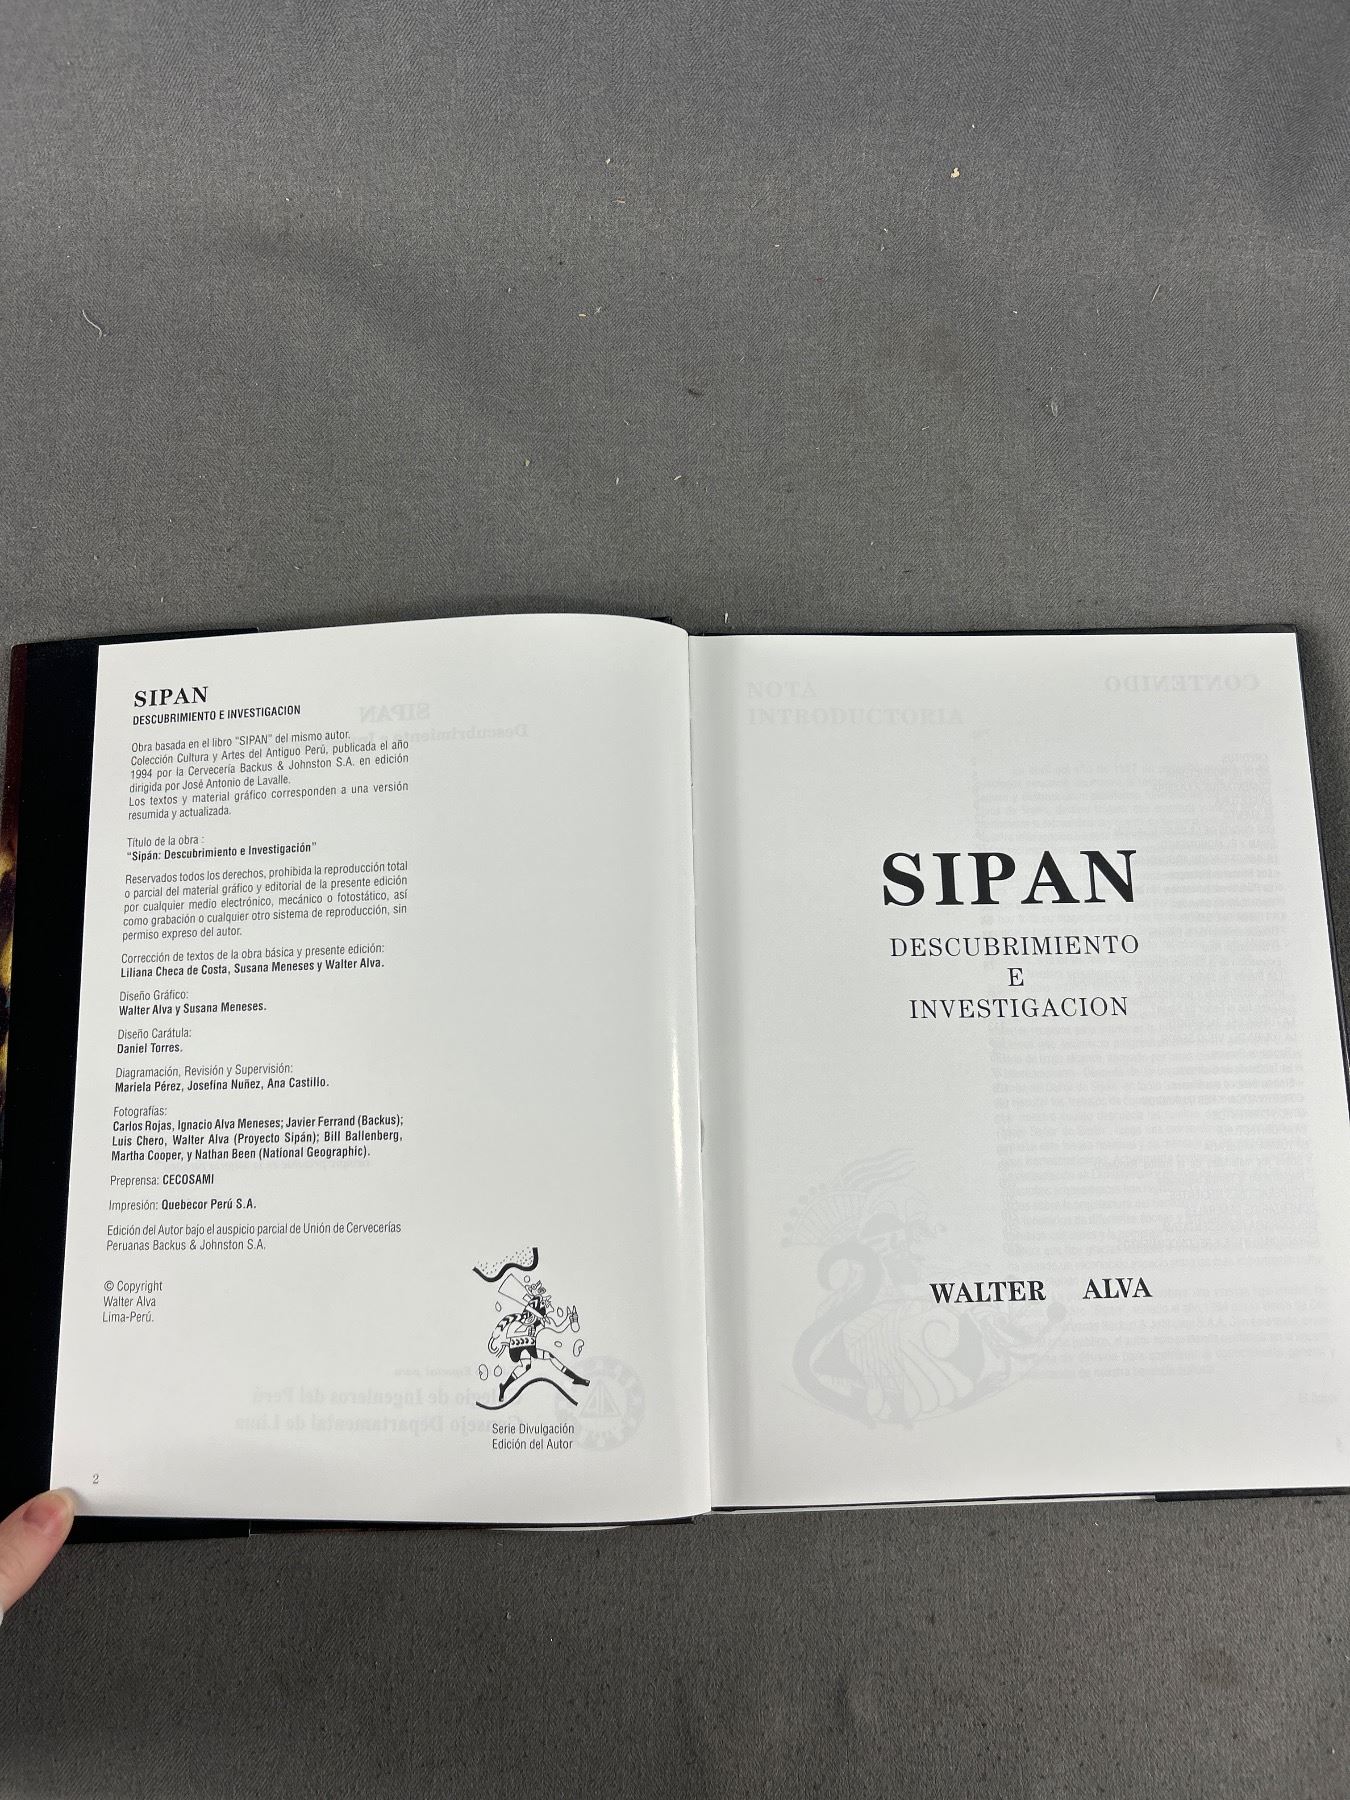 SIPAN
DESCUBRIMIENTO E INVESTIGACION
Obra basada en el libro "SIPAN" del mismo autor.
Colección Cultura y Artes del Antiguo Perú, publicada el año
1994 por la Cervecería Backus & Johnston S.A. en edición
dirigida por José Antonio de Lavalle.
Los textos y material gráfico corresponden a una versión
resumida y actualizada.
Título de la obra :
"Sipán: Descubrimiento e Investigación"
Reservados todos los derechos, prohibida la reproducción total
o parcial del material gráfico y editorial de la presente edición
por cualquier medio electrónico, mecánico o fotostático, así
como grabación o cualquier otro sistema de reproducción, sin
permiso expreso del autor.
Corrección de textos de la obra básica y presente edición:
Liliana Checa de Costa, Susana Meneses y Walter Alva.
Diseño Gráfico:
Walter Alva y Susana Meneses.
Diseño Carátula:
Daniel Torres.
Diagramación, Revisión y Supervisión:
Mariela Pérez, Josefina Nuñez, Ana Castillo.
Fotografías:
Carlos Rojas, Ignacio Alva Meneses; Javier Ferrand (Backus);
Luis Chero, Walter Alva (Proyecto Sipán); Bill Ballenberg,
Martha Cooper, y Nathan Been (National Geographic).
Preprensa: CECOSAMI
Impresión: Quebecor Perú S.A.
Edición del Autor bajo el auspicio parcial de Unión de Cervecerías
Peruanas Backus & Johnston S.A.
© Copyright
Walter Alva
Lima-Perú.
Serie Divulgación
Edición del Autor
2
NOTA
INTRODUCTORIA
CONTENIDO
SIPAN
DESCUBRIMIENTO
E
INVESTIGACION
WALTER ALVA